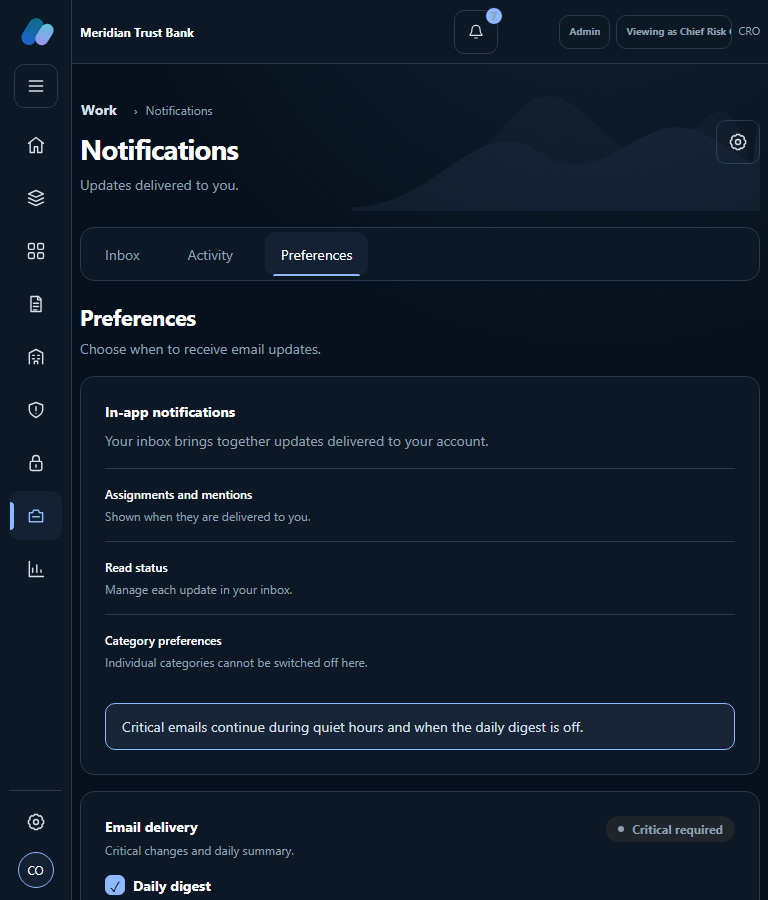 Meridian Trust Bank
7
Admin
Viewing as Chief Risk
CRO
Work › Notifications
Notifications
Updates delivered to you.
Inbox
Activity
Preferences
Preferences
Choose when to receive email updates.
In-app notifications
Your inbox brings together updates delivered to your account.
Assignments and mentions
Shown when they are delivered to you.
Read status
Manage each update in your inbox.
Category preferences
Individual categories cannot be switched off here.
Critical emails continue during quiet hours and when the daily digest is off.
Email delivery
Critical required
Critical changes and daily summary.
Daily digest
CO